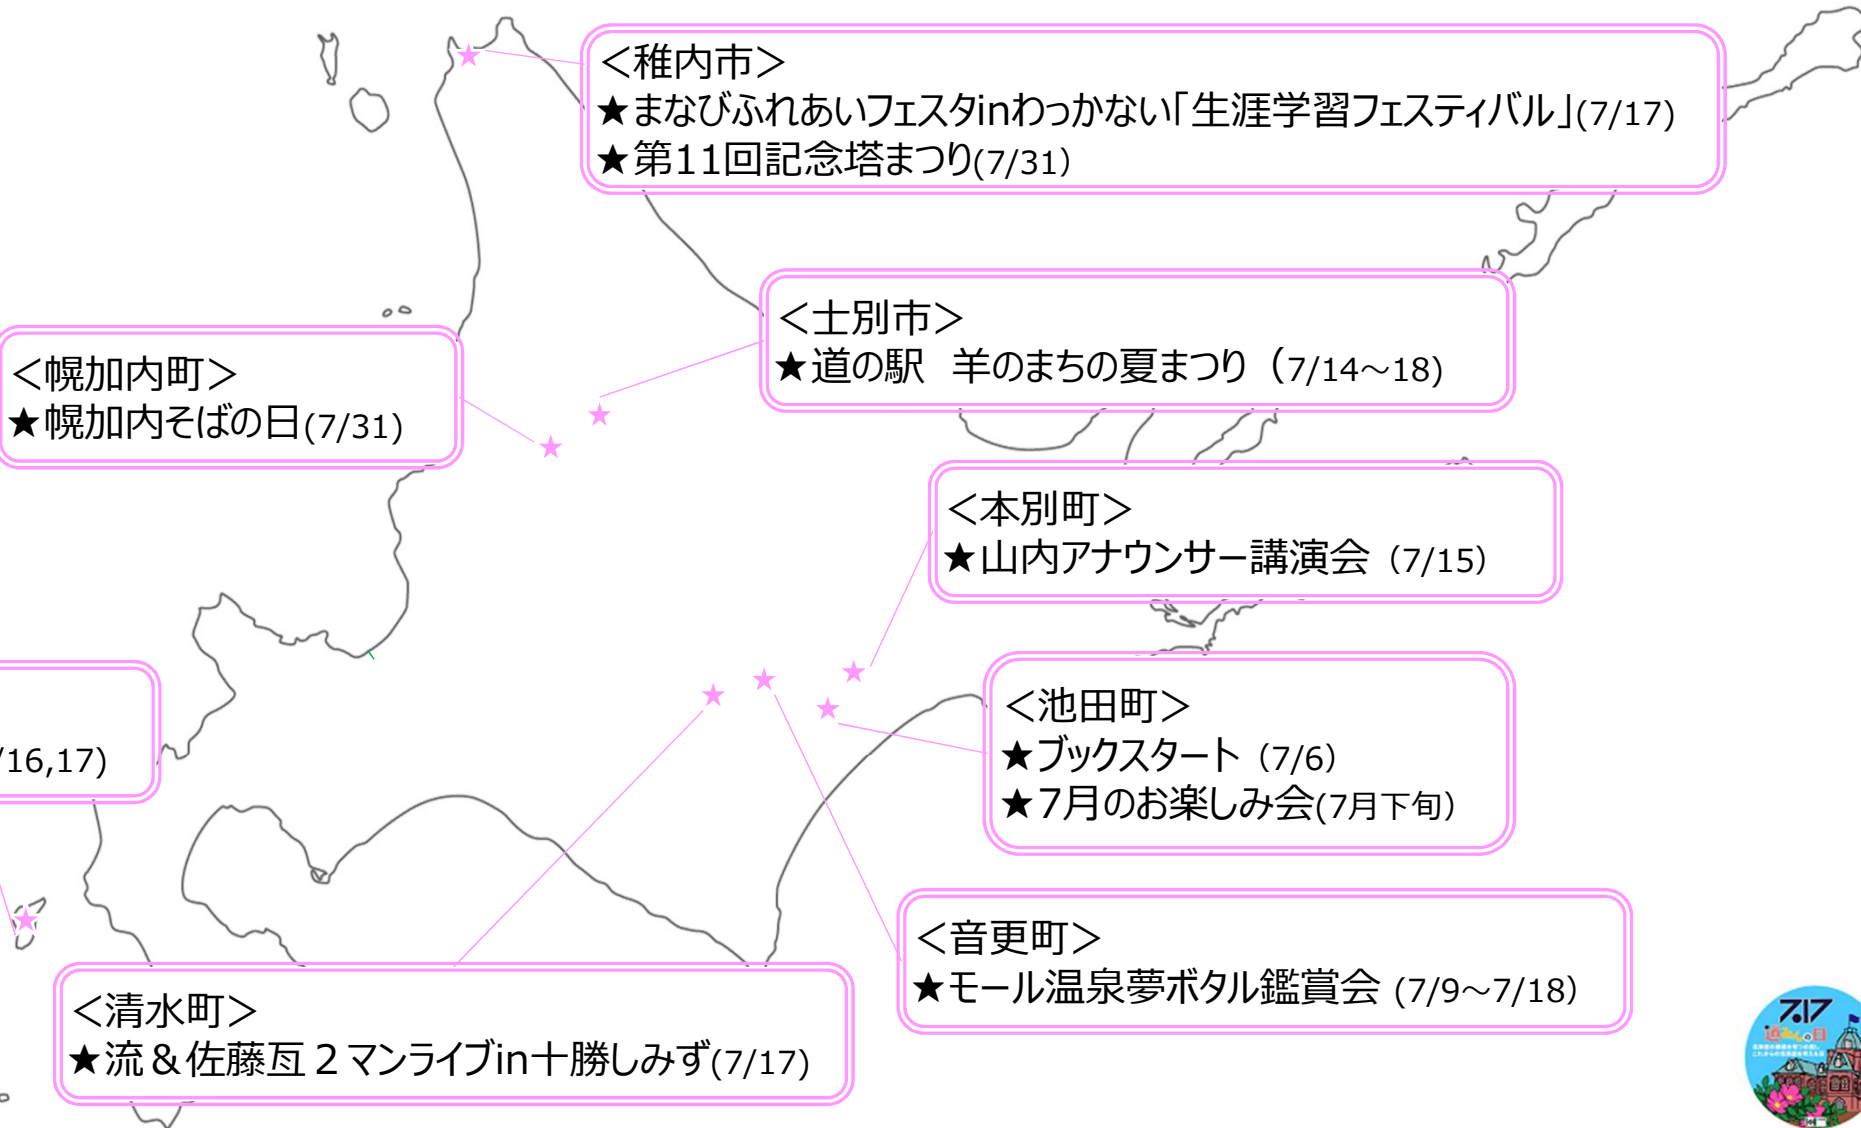 ＜稚内市＞
★まなびふれあいフェスタinわっかない「生涯学習フェスティバル」(7/17)
★第11回記念塔まつり(7/31)
＜士別市＞
★道の駅　羊のまちの夏まつり（7/14～18)
＜幌加内町＞
★幌加内そばの日(7/31)
＜本別町＞
★山内アナウンサー講演会（7/15）
/16,17)
＜池田町＞
★ブックスタート（7/6）
★7月のお楽しみ会(7月下旬）
＜音更町＞
★モール温泉夢ボタル鑑賞会 (7/9～7/18）
＜清水町＞
★流＆佐藤亙２マンライブin十勝しみず(7/17)
7.17
道みんの日